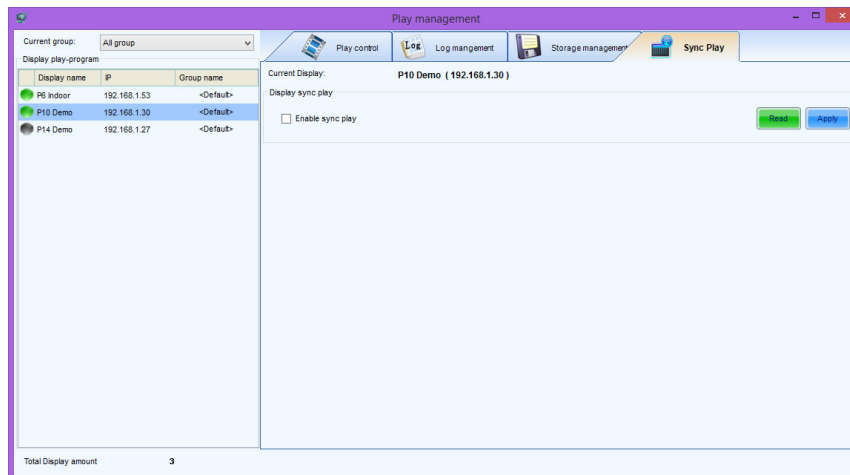 Play management
Current group: All group
Display play-program
Display name IP Group name
P6 Indoor 192.168.1.53 <Default>
P10 Demo 192.168.1.30 <Default>
P14 Demo 192.168.1.27 <Default>
Total Display amount 3
Play control Log Log mangement Storage management Sync Play
Current Display: P10 Demo ( 192.168.1.30 )
Display sync play
Enable sync play Read Apply